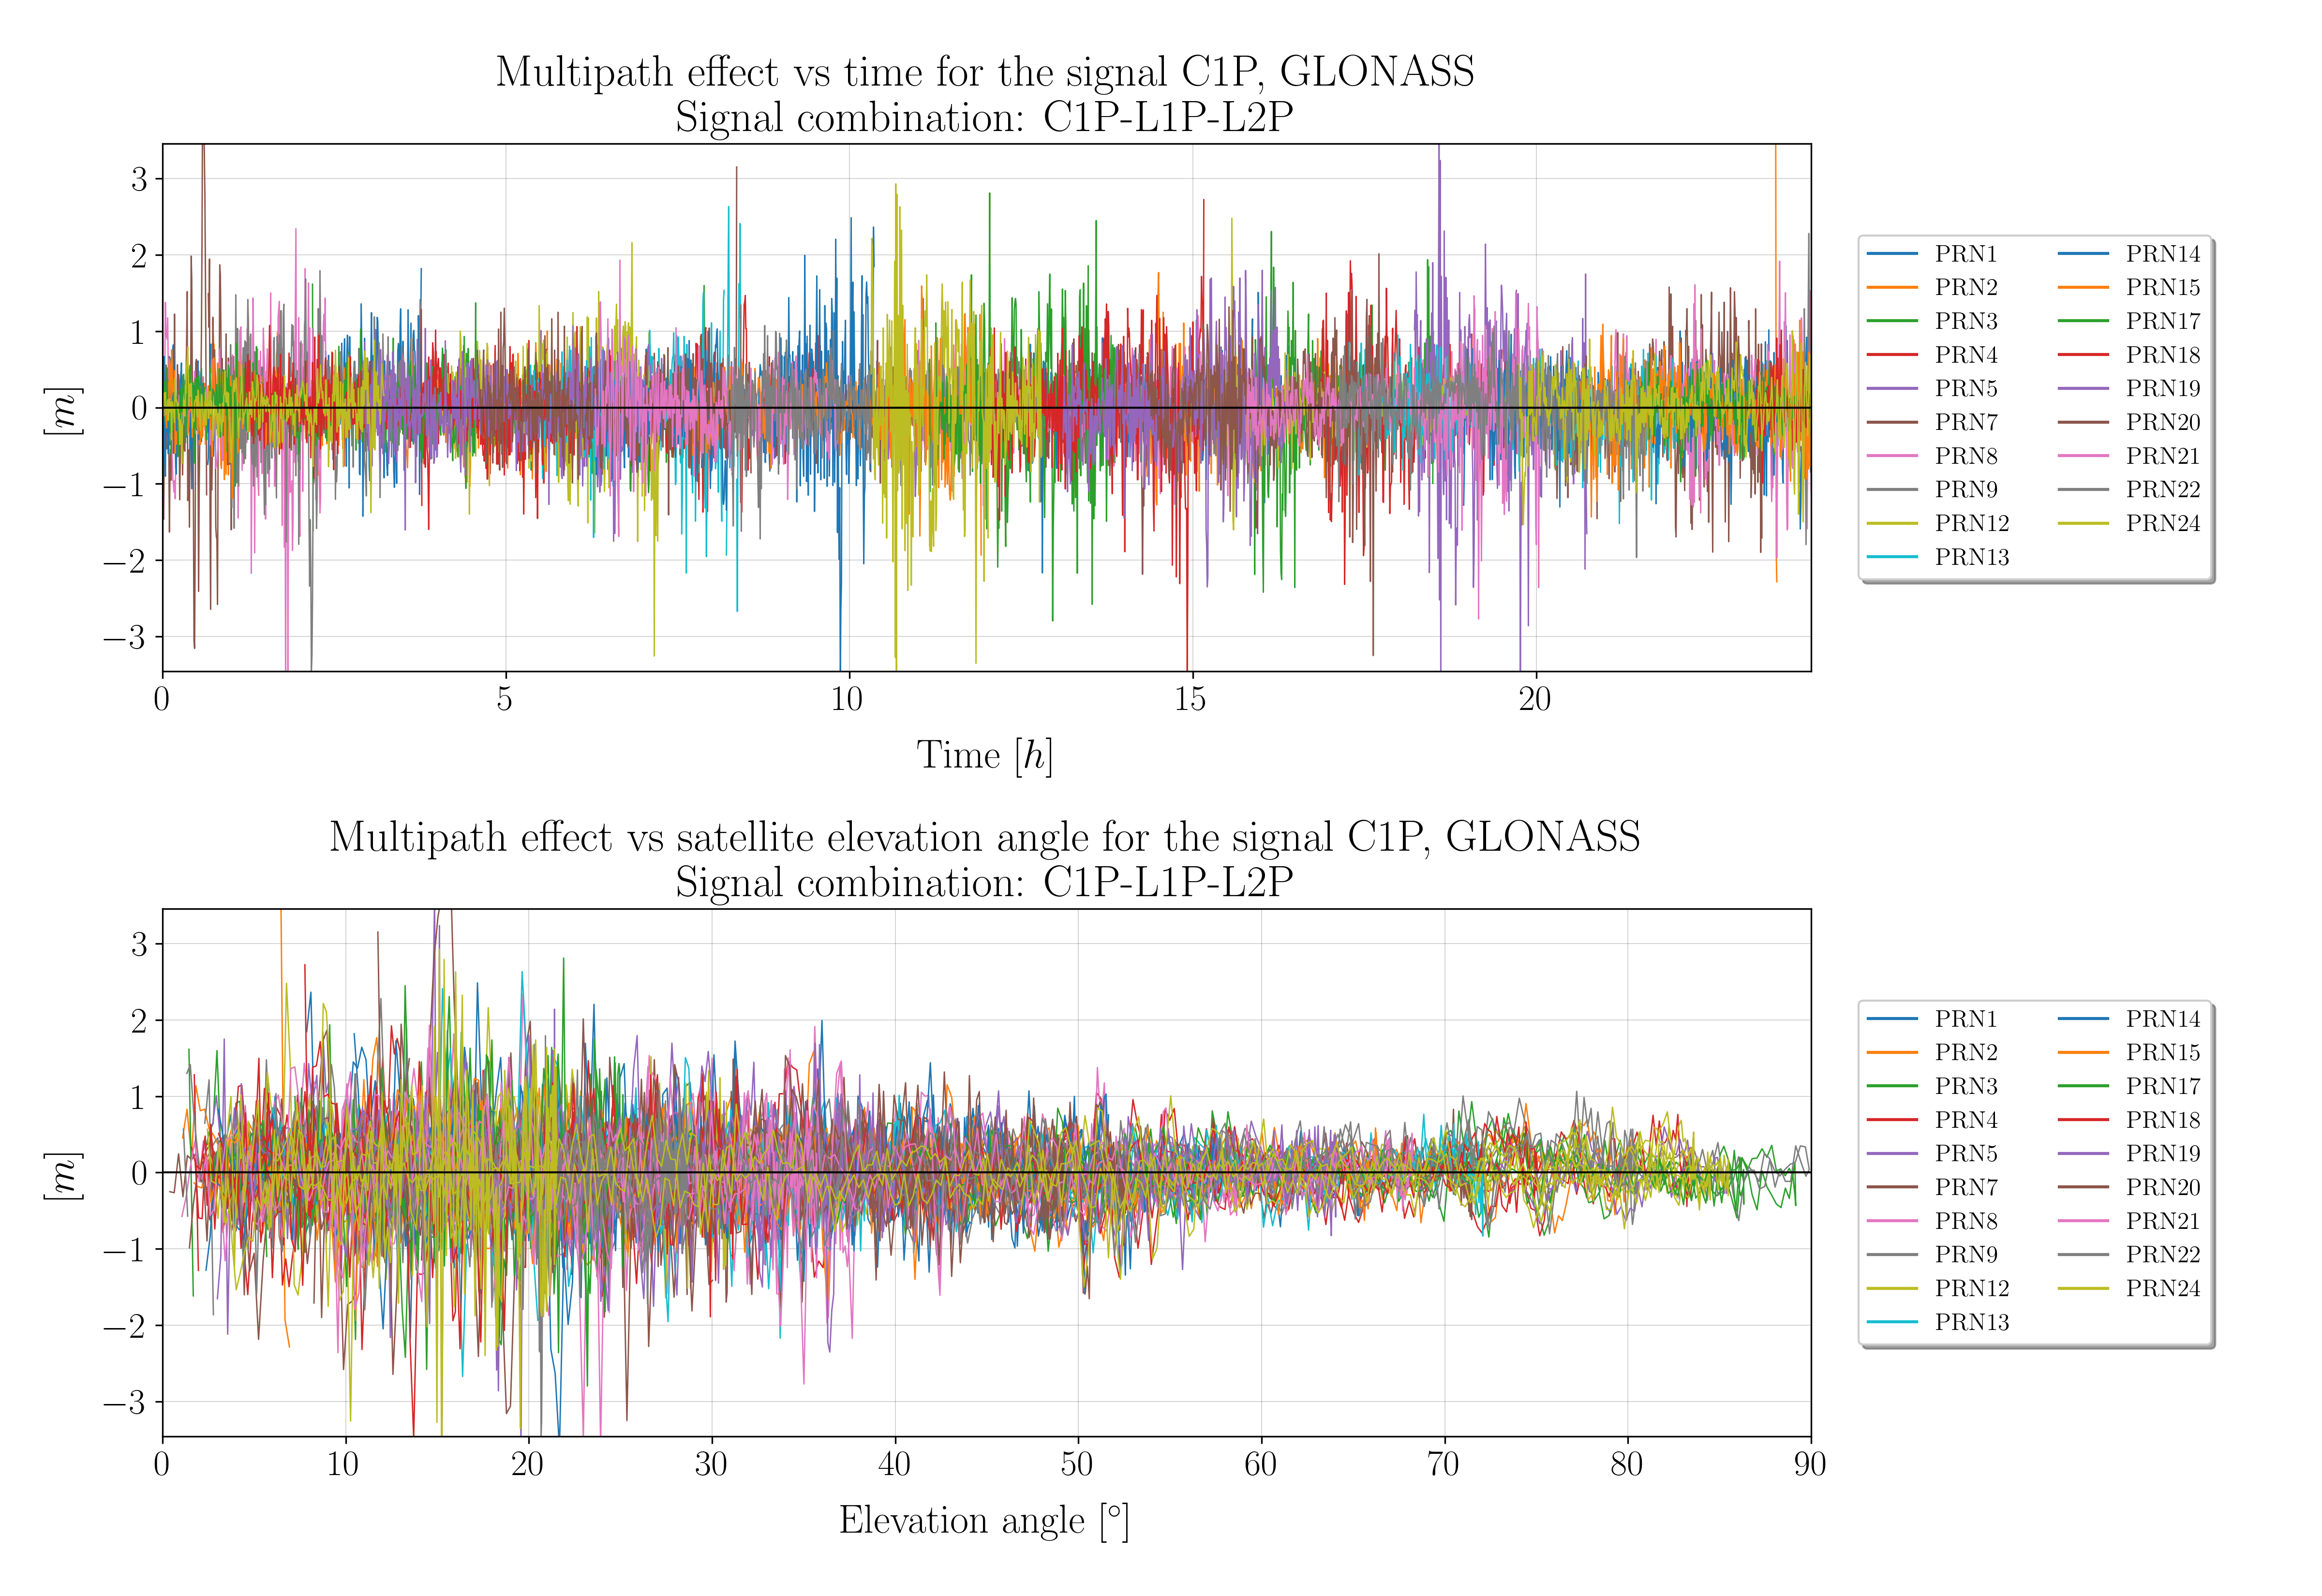 Multipath effect vs time for the signal C1P, GLONASS
Signal combination: C1P-L1P-L2P
3
2
1
0
−1
−2
−3
[m]
0 5 10 15 20
Time [h]
PRN1 PRN14
PRN2 PRN15
PRN3 PRN17
PRN4 PRN18
PRN5 PRN19
PRN7 PRN20
PRN8 PRN21
PRN9 PRN22
PRN12 PRN24
PRN13
Multipath effect vs satellite elevation angle for the signal C1P, GLONASS
Signal combination: C1P-L1P-L2P
3
2
1
0
−1
−2
−3
[m]
0 10 20 30 40 50 60 70 80 90
Elevation angle [°]
PRN1 PRN14
PRN2 PRN15
PRN3 PRN17
PRN4 PRN18
PRN5 PRN19
PRN7 PRN20
PRN8 PRN21
PRN9 PRN22
PRN12 PRN24
PRN13